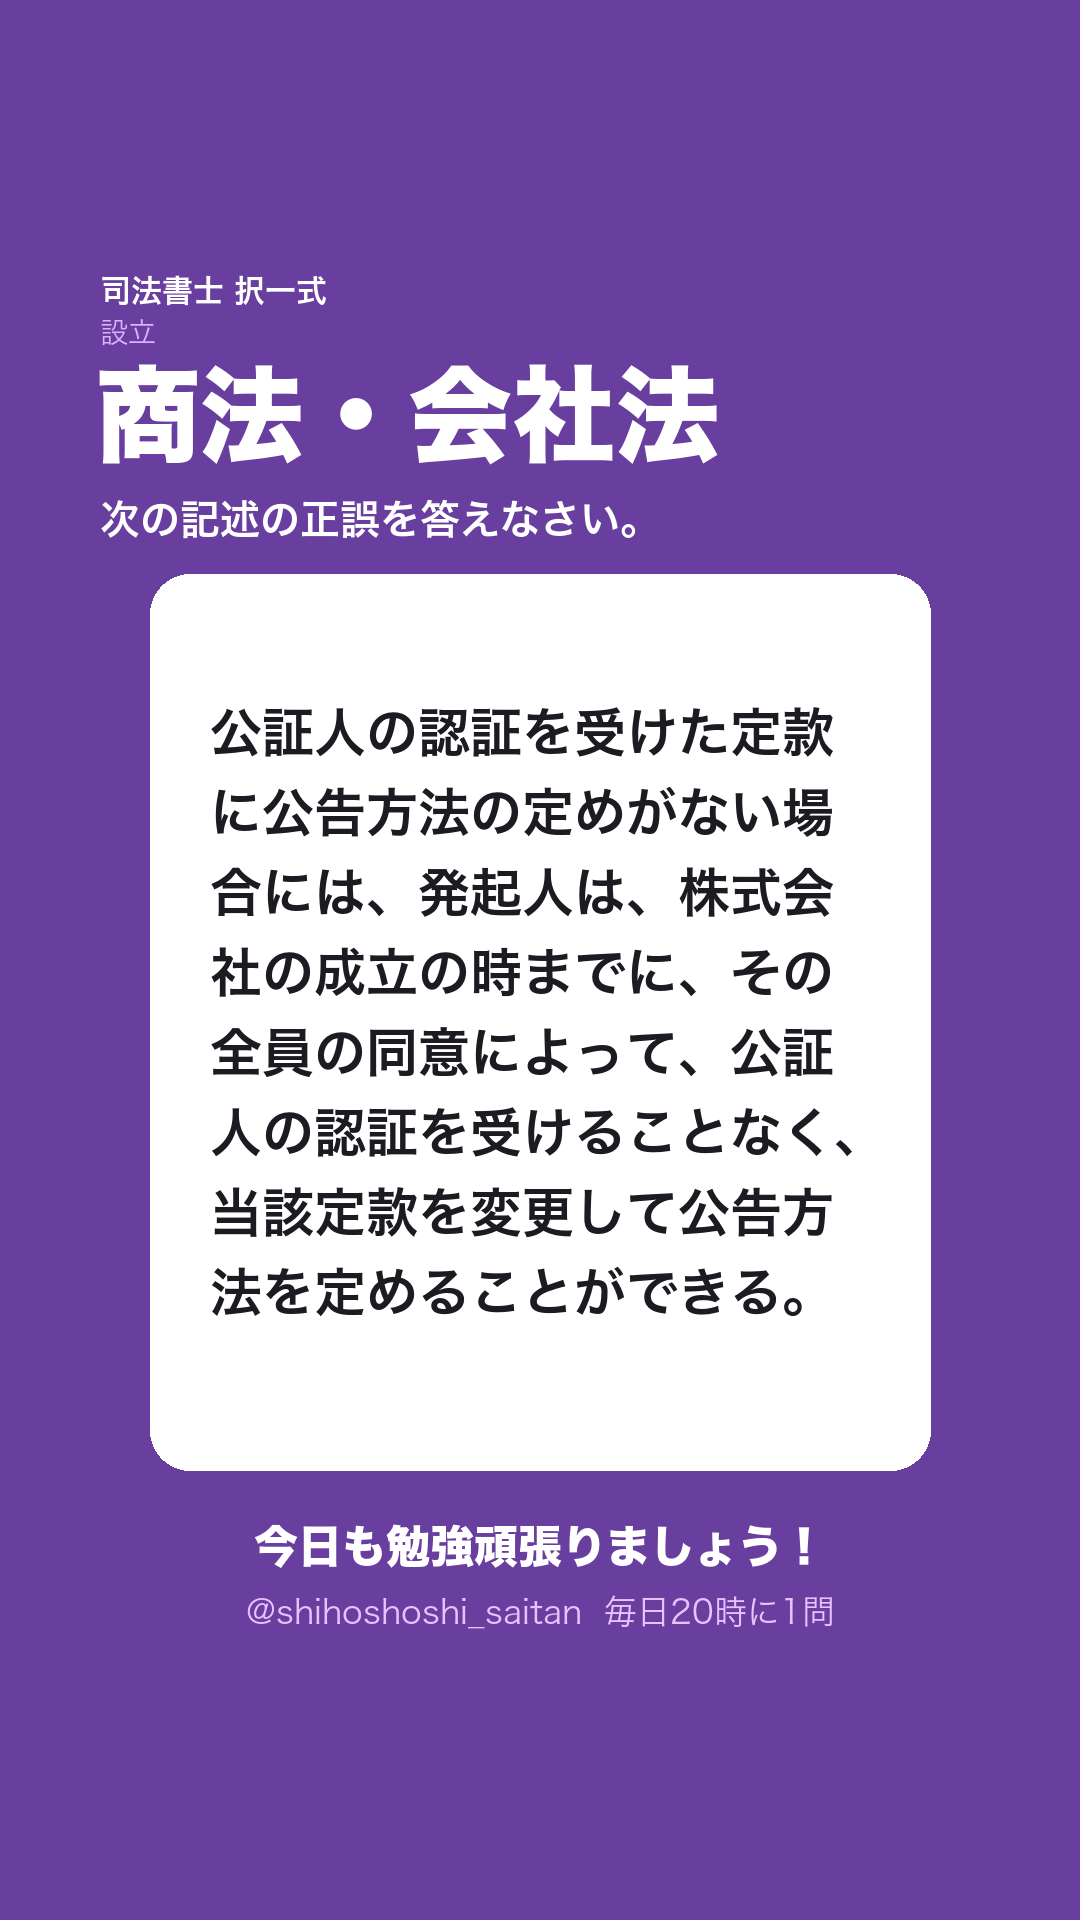 司法書士 択一式
設立
商法・会社法
次の記述の正誤を答えなさい。
公証人の認証を受けた定款
に公告方法の定めがない場
合には、発起人は、株式会
社の成立の時までに、その
全員の同意によって、公証
人の認証を受けることなく、
当該定款を変更して公告方
法を定めることができる。
今日も勉強頑張りましょう！
@shihoshoshi_saitan 毎日20時に1問